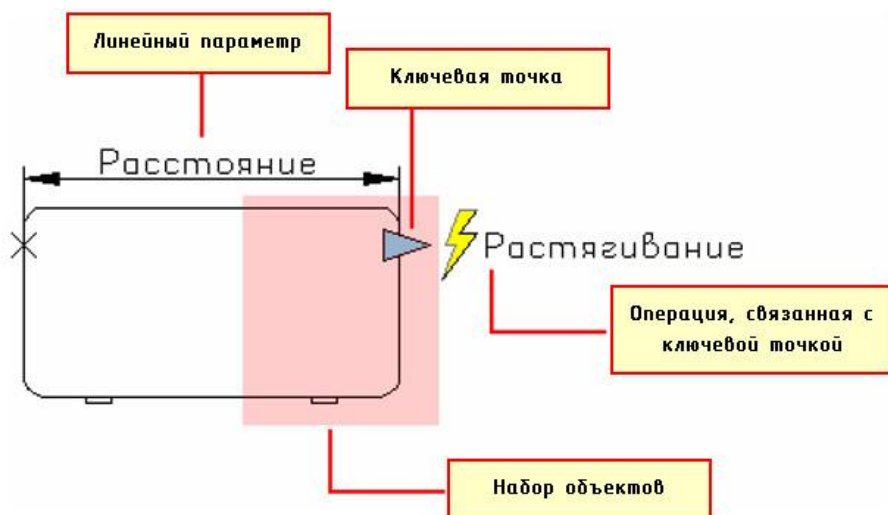 Линейный параметр
Ключевая точка
Расстояние
Растягивание
Операция, связанная с
ключевой точкой
Набор объектов